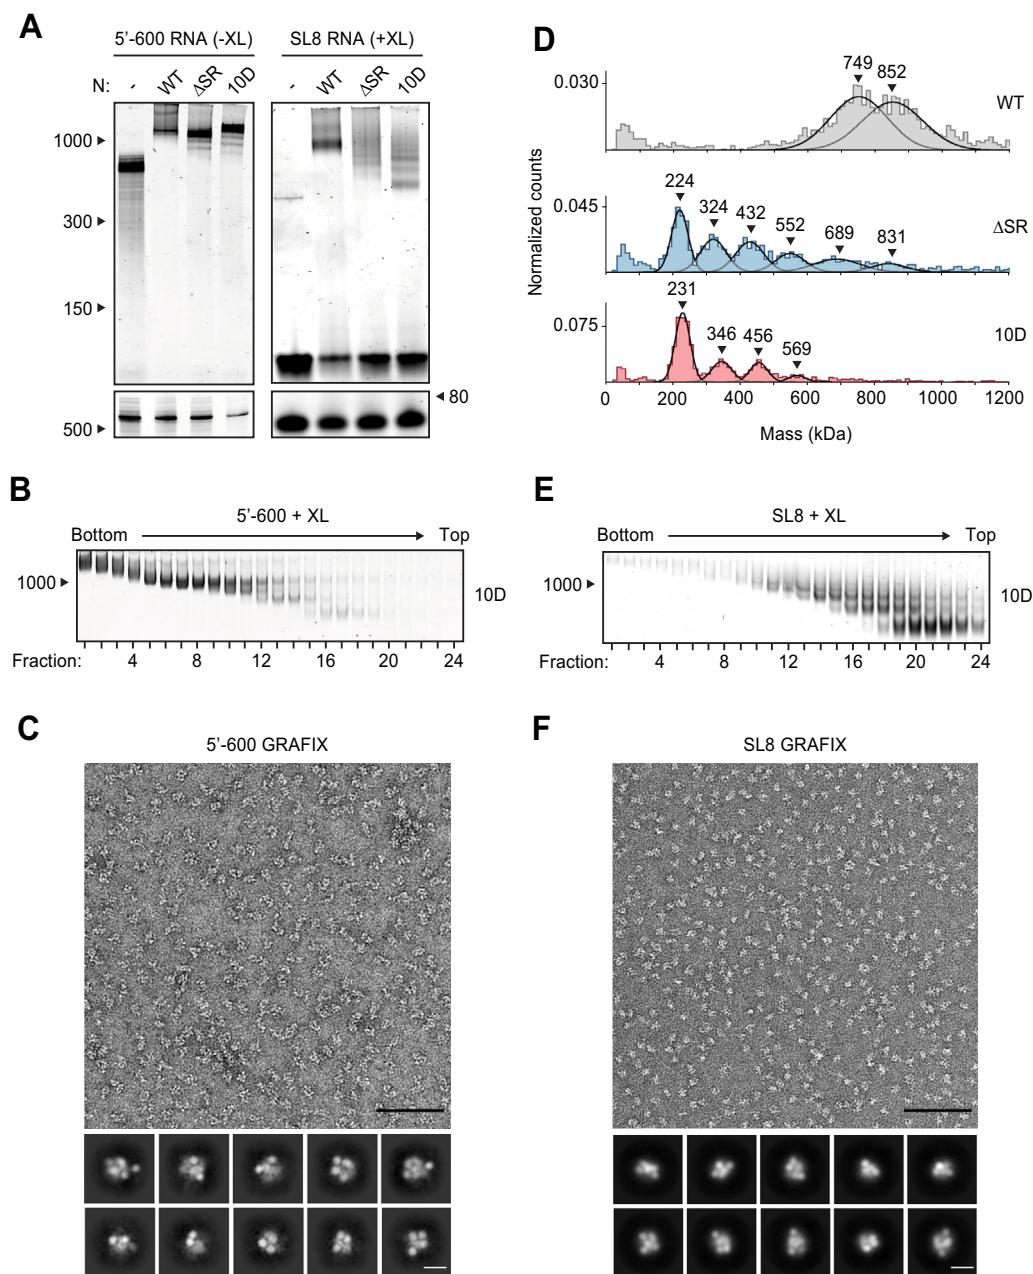 A
5'-600 RNA (-XL)
SL8 RNA (+XL)
N:
-
WT
ΔSR
10D
-
WT
ΔSR
10D
1000
300
150
500
80
D
749
852
0.030
WT
224
324
432
552
689
831
0.045
ΔSR
231
346
456
569
0.075
10D
Normalized counts
0 200 400 600 800 1000 1200
Mass (kDa)
B
5'-600 + XL
Bottom Top
1000
10D
Fraction: 4 8 12 16 20 24
E
SL8 + XL
Bottom Top
1000
10D
Fraction: 4 8 12 16 20 24
C
5'-600 GRAFIX
F
SL8 GRAFIX